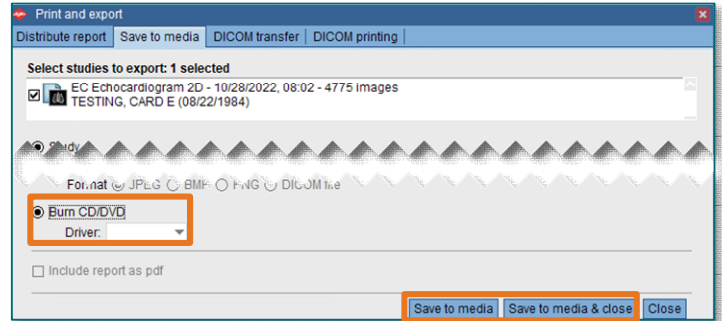 Print and export
Distribute report Save to media DICOM transfer DICOM printing
Select studies to export: 1 selected
EC Echocardiogram 2D - 10/28/2022, 08:02 - 4775 images
TESTING, CARD E (08/22/1984)
Study
Format JPEG BMP PNG DICOM file
Burn CD/DVD
Driver:
Include report as pdf
Save to media Save to media & close Close